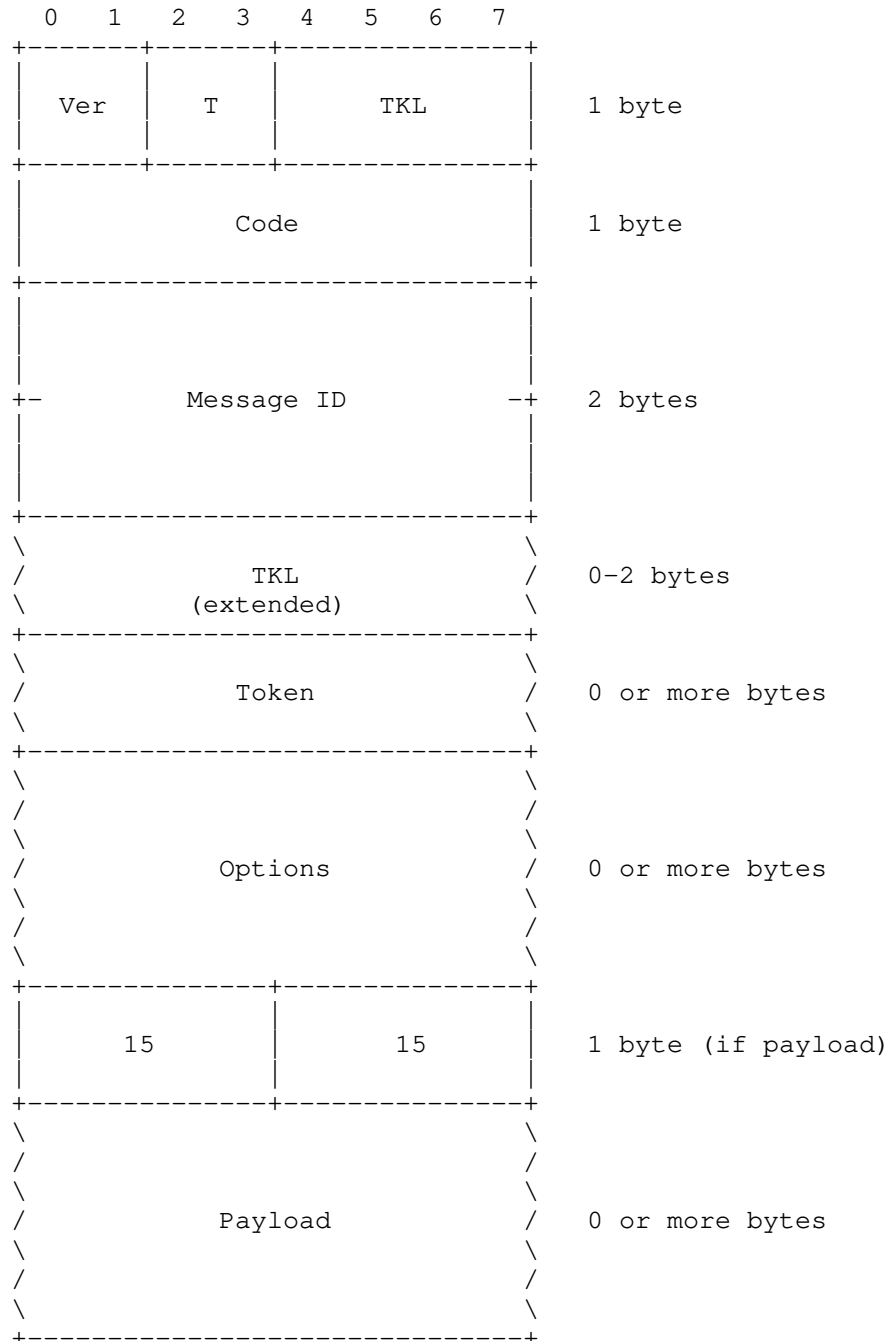 0 1 2 3 4 5 6 7
Ver T TKL 1 byte
Code 1 byte
Message ID 2 bytes
TKL 0-2 bytes
(extended)
Token 0 or more bytes
Options 0 or more bytes
15 15 1 byte (if payload)
Payload 0 or more bytes